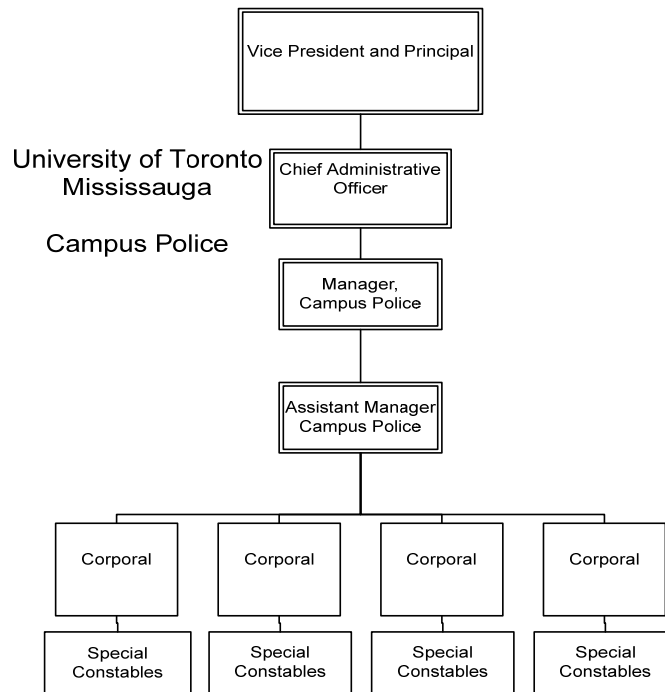 Vice President and Principal
University of Toronto
Mississauga
Campus Police
Chief Administrative
Officer
Manager,
Campus Police
Assistant Manager
Campus Police
Corporal
Corporal
Corporal
Corporal
Special
Constables
Special
Constables
Special
Constables
Special
Constables